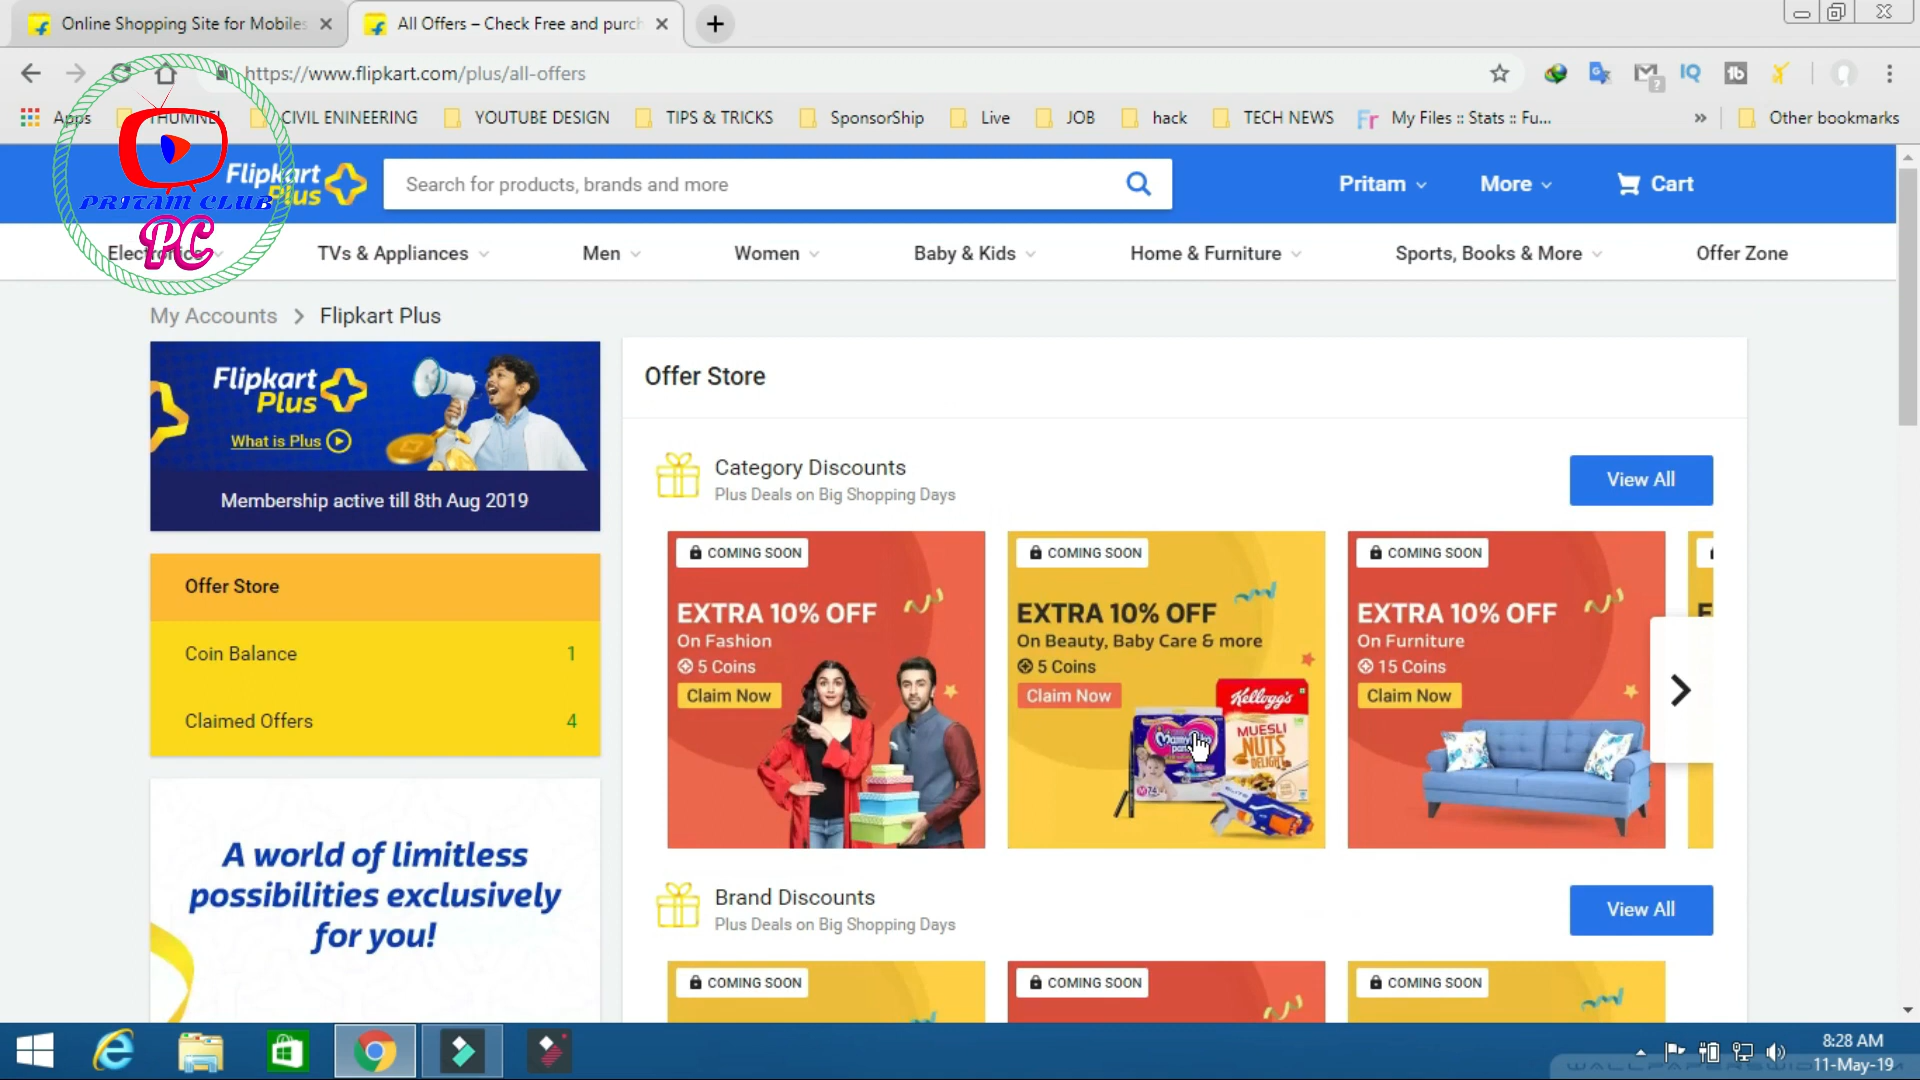 Online Shopping Site for Mobiles
All Offers – Check Free and purch
https://www.flipkart.com/plus/all-offers
Apps
THUMNEL
CIVIL ENINEERING
YOUTUBE DESIGN
TIPS & TRICKS
SponsorShip
Live
JOB
hack
TECH NEWS
My Files :: Stats :: Fu...
Other bookmarks
PRITAM CLUB
PC
Flipkart
Plus
Search for products, brands and more
Pritam
More
Cart
Electronics
TVs & Appliances
Men
Women
Baby & Kids
Home & Furniture
Sports, Books & More
Offer Zone
My Accounts > Flipkart Plus
Flipkart
Plus
What is Plus
Membership active till 8th Aug 2019
Offer Store
Coin Balance 1
Claimed Offers 4
A world of limitless
possibilities exclusively
for you!
Offer Store
Category Discounts
Plus Deals on Big Shopping Days
View All
COMING SOON
EXTRA 10% OFF
On Fashion
5 Coins
Claim Now
COMING SOON
EXTRA 10% OFF
On Beauty, Baby Care & more
5 Coins
Claim Now
Kellogg's
MUESLI
NUTS
DELIGHT
COMING SOON
EXTRA 10% OFF
On Furniture
15 Coins
Claim Now
Brand Discounts
Plus Deals on Big Shopping Days
View All
COMING SOON
COMING SOON
COMING SOON
8:28 AM
11-May-19